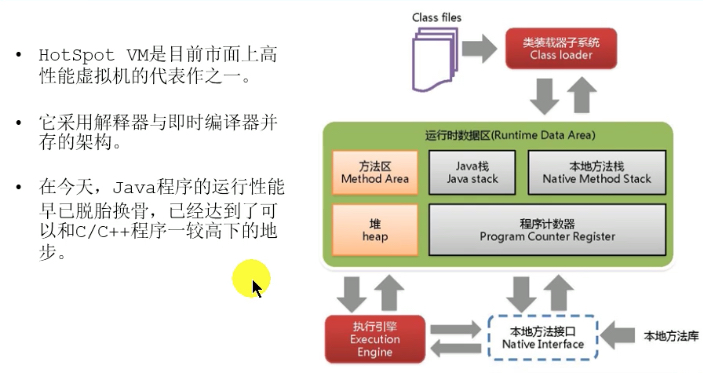 • HotSpot VM是目前市面上高
性能虚拟机的代表作之一。
• 它采用解释器与即时编译器并
存的架构。
• 在今天，Java程序的运行性能
早已脱胎换骨，已经达到了可
以和C/C++程序一较高下的地
步。
Class files
类装载器子系统
Class loader
运行时数据区(Runtime Data Area)
方法区
Method Area
Java栈
Java stack
本地方法栈
Native Method Stack
堆
heap
程序计数器
Program Counter Register
执行引擎
Execution
Engine
本地方法接口
Native Interface
本地方法库